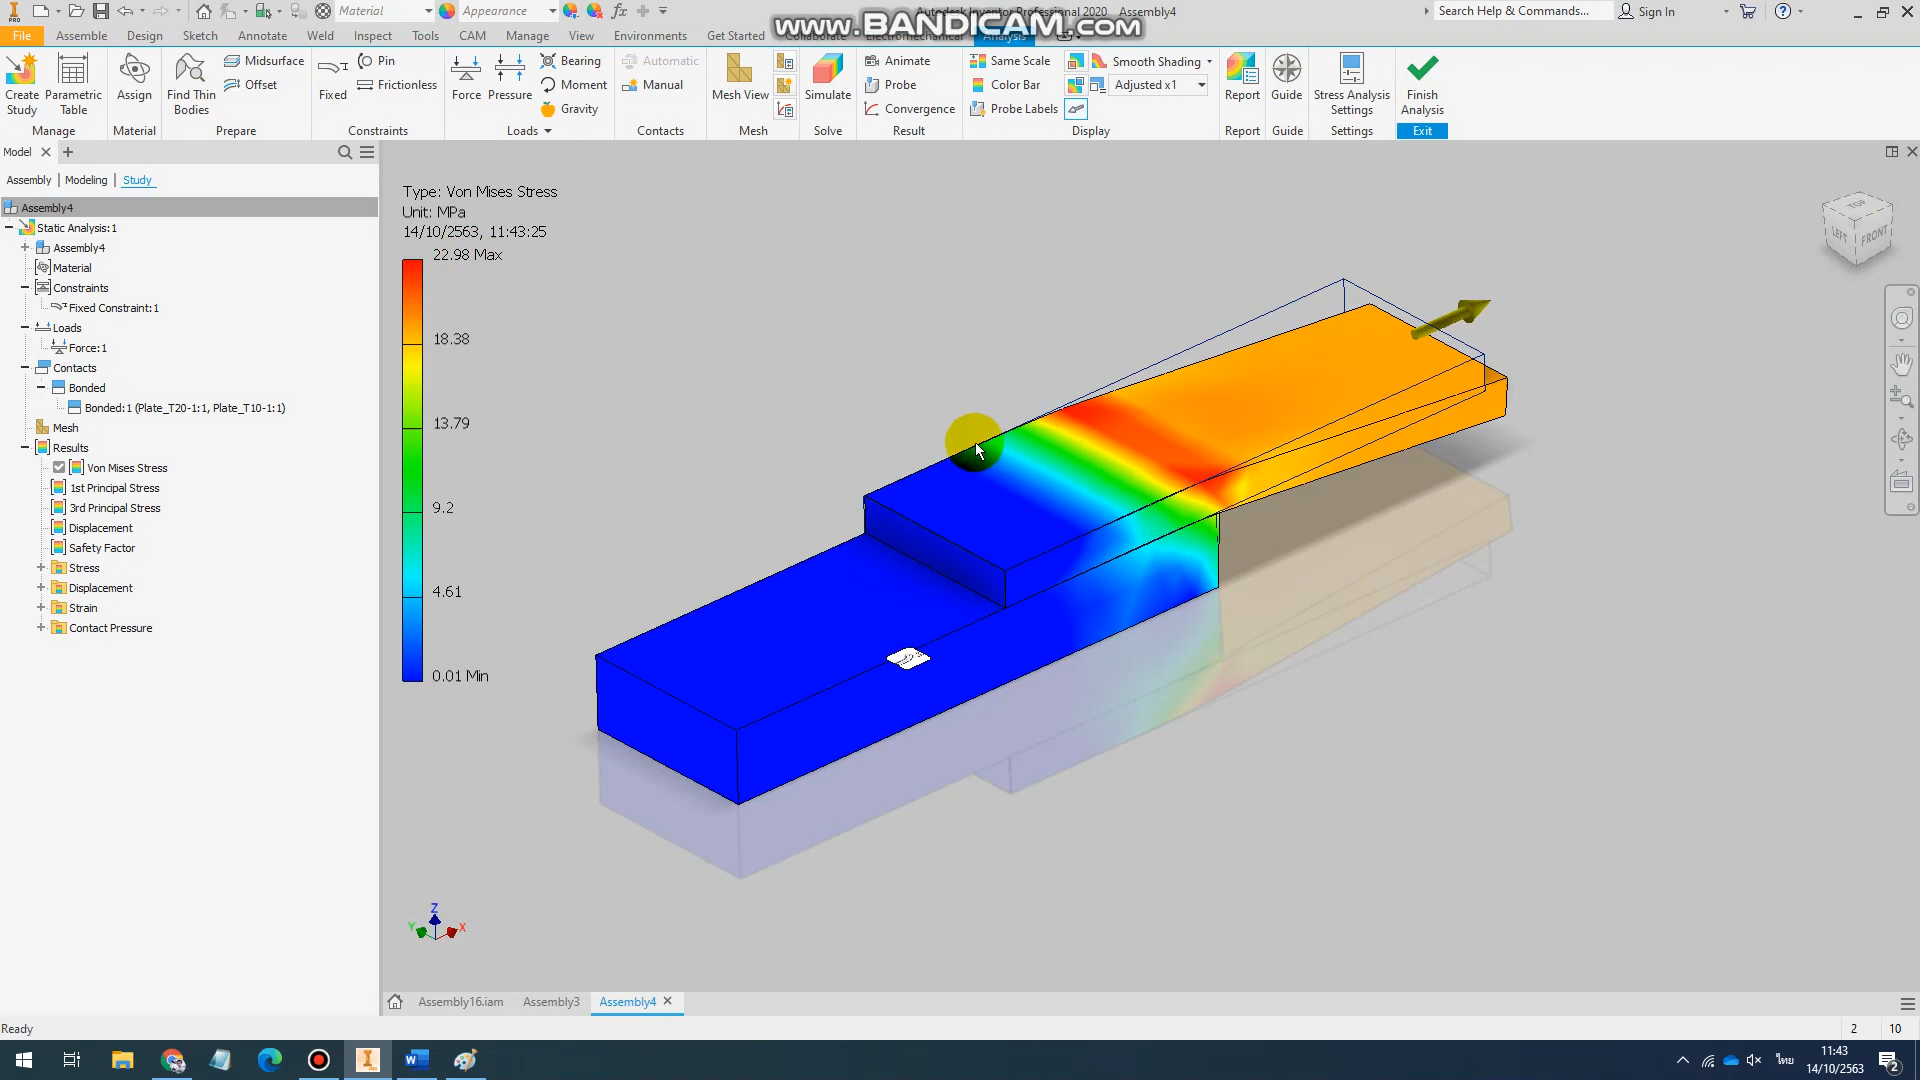 Material
Appearance
Autodesk Inventor Professional 2020 Assembly4
www.BANDICAM.com
Search Help & Commands...
Sign In
File Assemble Design Sketch Annotate Weld Inspect Tools CAM Manage View Environments Get Started Collaborate Electromechanical Analysis
Create Study
Parametric Table
Manage
Assign
Material
Find Thin Bodies
Midsurface
Offset
Prepare
Fixed
Pin
Frictionless
Constraints
Force
Pressure
Bearing
Moment
Gravity
Loads
Automatic
Manual
Contacts
Mesh View
Mesh
Simulate
Solve
Animate
Probe
Convergence
Result
Same Scale
Color Bar
Probe Labels
Smooth Shading
Adjusted x1
Display
Report
Report
Guide
Guide
Stress Analysis Settings
Settings
Finish Analysis
Exit
Model
Assembly | Modeling | Study
Assembly4
Static Analysis:1
Assembly4
Material
Constraints
Fixed Constraint:1
Loads
Force:1
Contacts
Bonded
Bonded:1 (Plate_T20-1:1, Plate_T10-1:1)
Mesh
Results
Von Mises Stress
1st Principal Stress
3rd Principal Stress
Displacement
Safety Factor
Stress
Displacement
Strain
Contact Pressure
Type: Von Mises Stress
Unit: MPa
14/10/2563, 11:43:25
22.98 Max
18.38
13.79
9.2
4.61
0.01 Min
TOP
LEFT
FRONT
Z
Y
X
Assembly16.iam
Assembly3
Assembly4
Ready
2
10
ไทย
11:43
14/10/2563
2